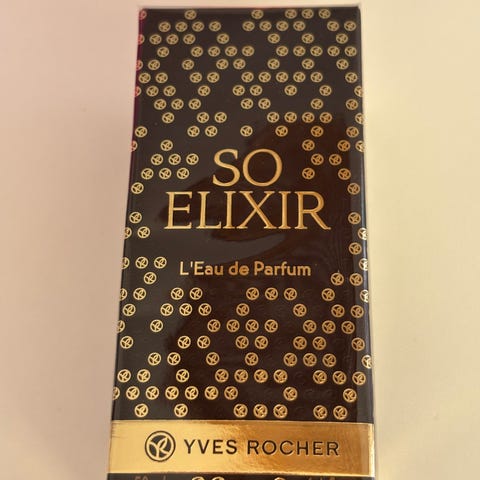 SO
ELIXIR
L'Eau de Parfum
YVES ROCHER